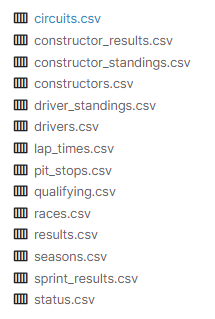 circuits.csv
constructor_results.csv
constructor_standings.csv
constructors.csv
driver_standings.csv
drivers.csv
lap_times.csv
pit_stops.csv
qualifying.csv
races.csv
results.csv
seasons.csv
sprint_results.csv
status.csv